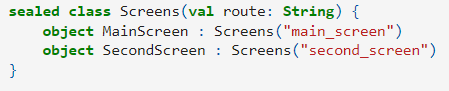 sealed class Screens(val route: String) {
    object MainScreen : Screens("main_screen")
    object SecondScreen : Screens("second_screen")
}